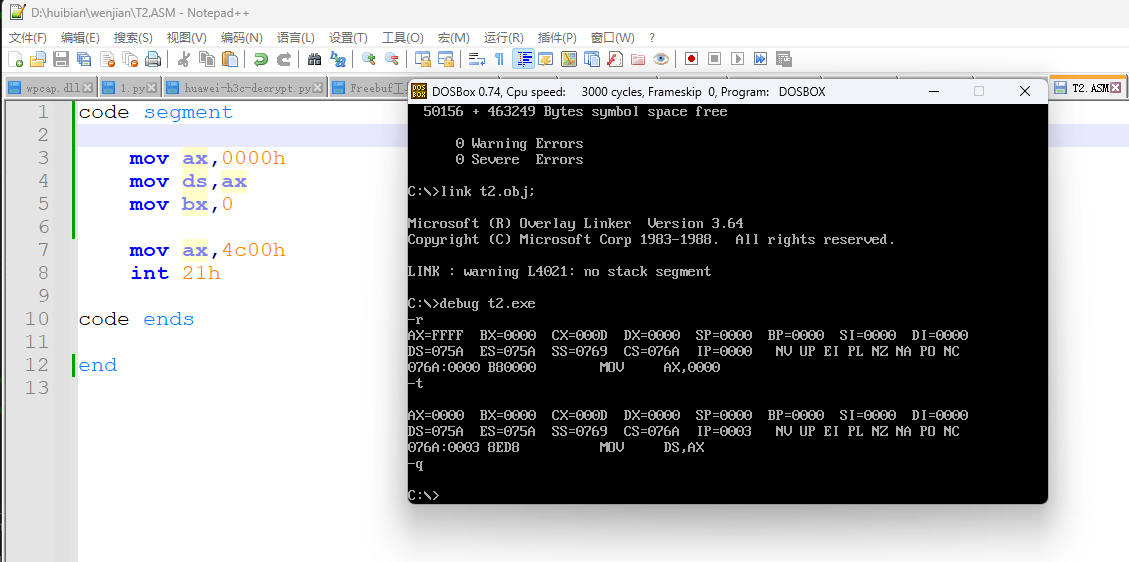 D:\huibian\wenjian\T2.ASM - Notepad++
文件(F) 编辑(E) 搜索(S) 视图(V) 编码(N) 语言(L) 设置(T) 工具(O) 宏(M) 运行(R) 插件(P) 窗口(W) ?
wpcap.dll 1.py huawei-h3c-decrypt.py Freebuf工 T2.ASM
1 code segment
2
3 mov ax,0000h
4 mov ds,ax
5 mov bx,0
6
7 mov ax,4c00h
8 int 21h
9
10 code ends
11
12 end
13
DOSBox 0.74, Cpu speed: 3000 cycles, Frameskip 0, Program: DOSBOX
50156 + 463249 Bytes symbol space free
0 Warning Errors
0 Severe Errors
C:\>link t2.obj;
Microsoft (R) Overlay Linker Version 3.64
Copyright (C) Microsoft Corp 1983-1988. All rights reserved.
LINK : warning L4021: no stack segment
C:\>debug t2.exe
-r
AX=FFFF BX=0000 CX=000D DX=0000 SP=0000 BP=0000 SI=0000 DI=0000
DS=075A ES=075A SS=0769 CS=076A IP=0000 NV UP EI PL NZ NA PO NC
076A:0000 B80000 MOV AX,0000
-t
AX=0000 BX=0000 CX=000D DX=0000 SP=0000 BP=0000 SI=0000 DI=0000
DS=075A ES=075A SS=0769 CS=076A IP=0003 NV UP EI PL NZ NA PO NC
076A:0003 8ED8 MOV DS,AX
-q
C:\>